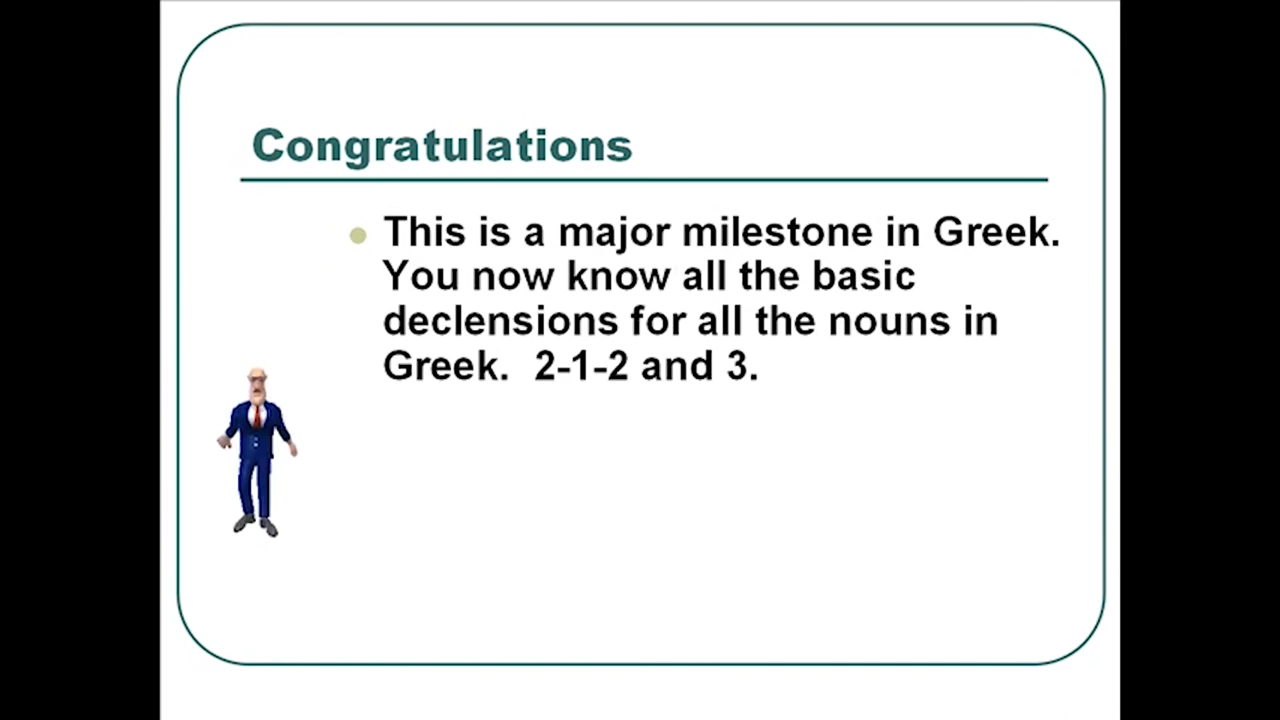 Congratulations
This is a major milestone in Greek.
You now know all the basic
declensions for all the nouns in
Greek.  2-1-2 and 3.